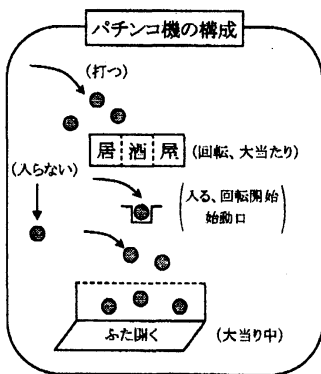 パチンコ機の構成
(打つ)
居酒屋
(回転、大当たり)
(入らない)
(入る、回転開始
始動口)
ふた開く
(大当り中)